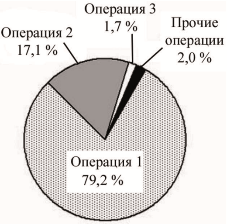 Операция 3
1,7 %
Прочие
операции
2,0 %
Операция 2
17,1 %
Операция 1
79,2 %